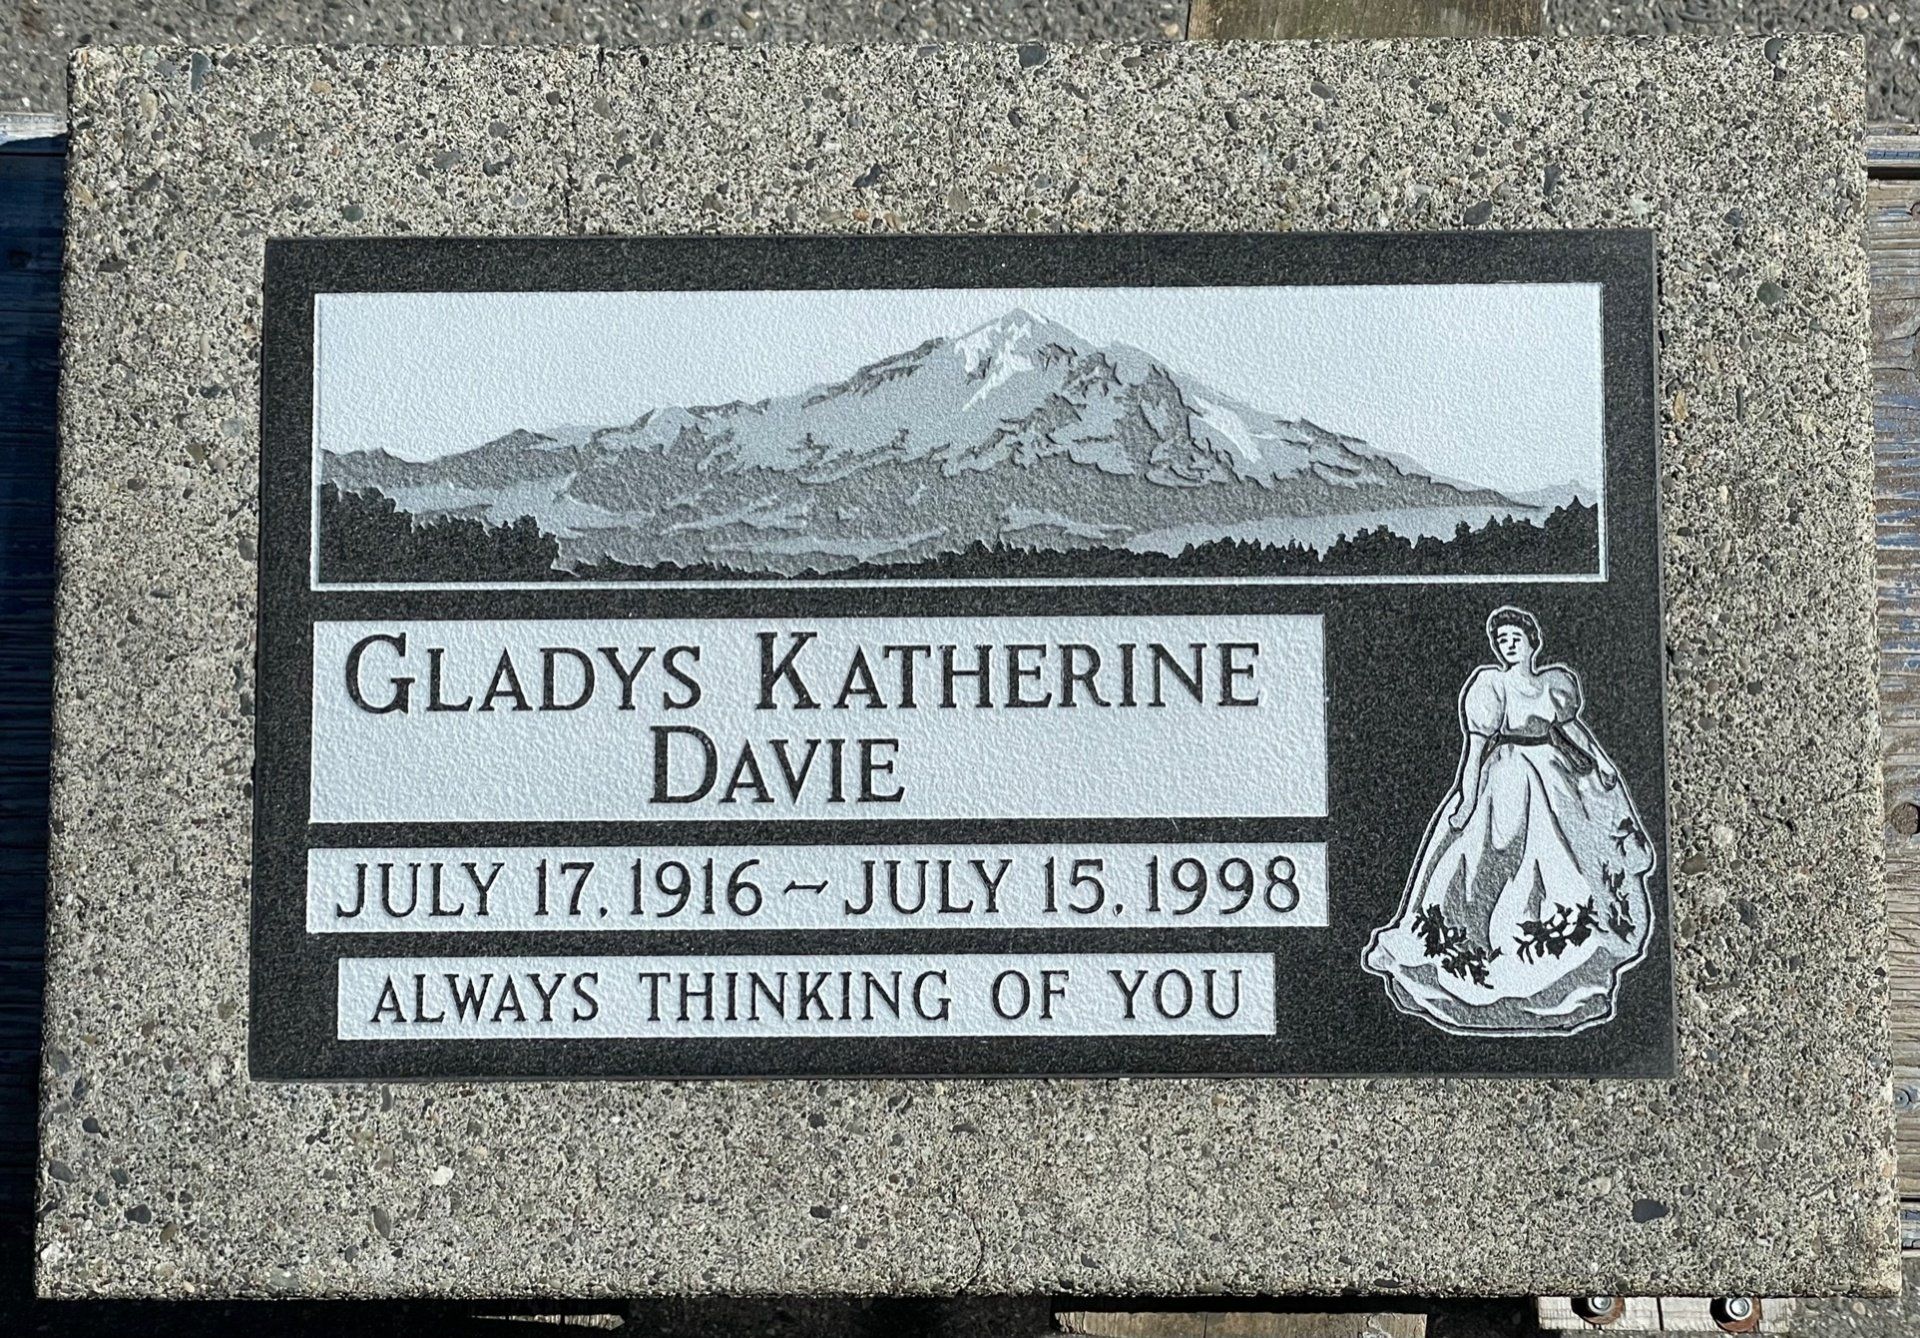 GLADYS KATHERINE
DAVIE
JULY 17, 1916 ~ JULY 15, 1998
ALWAYS THINKING OF YOU